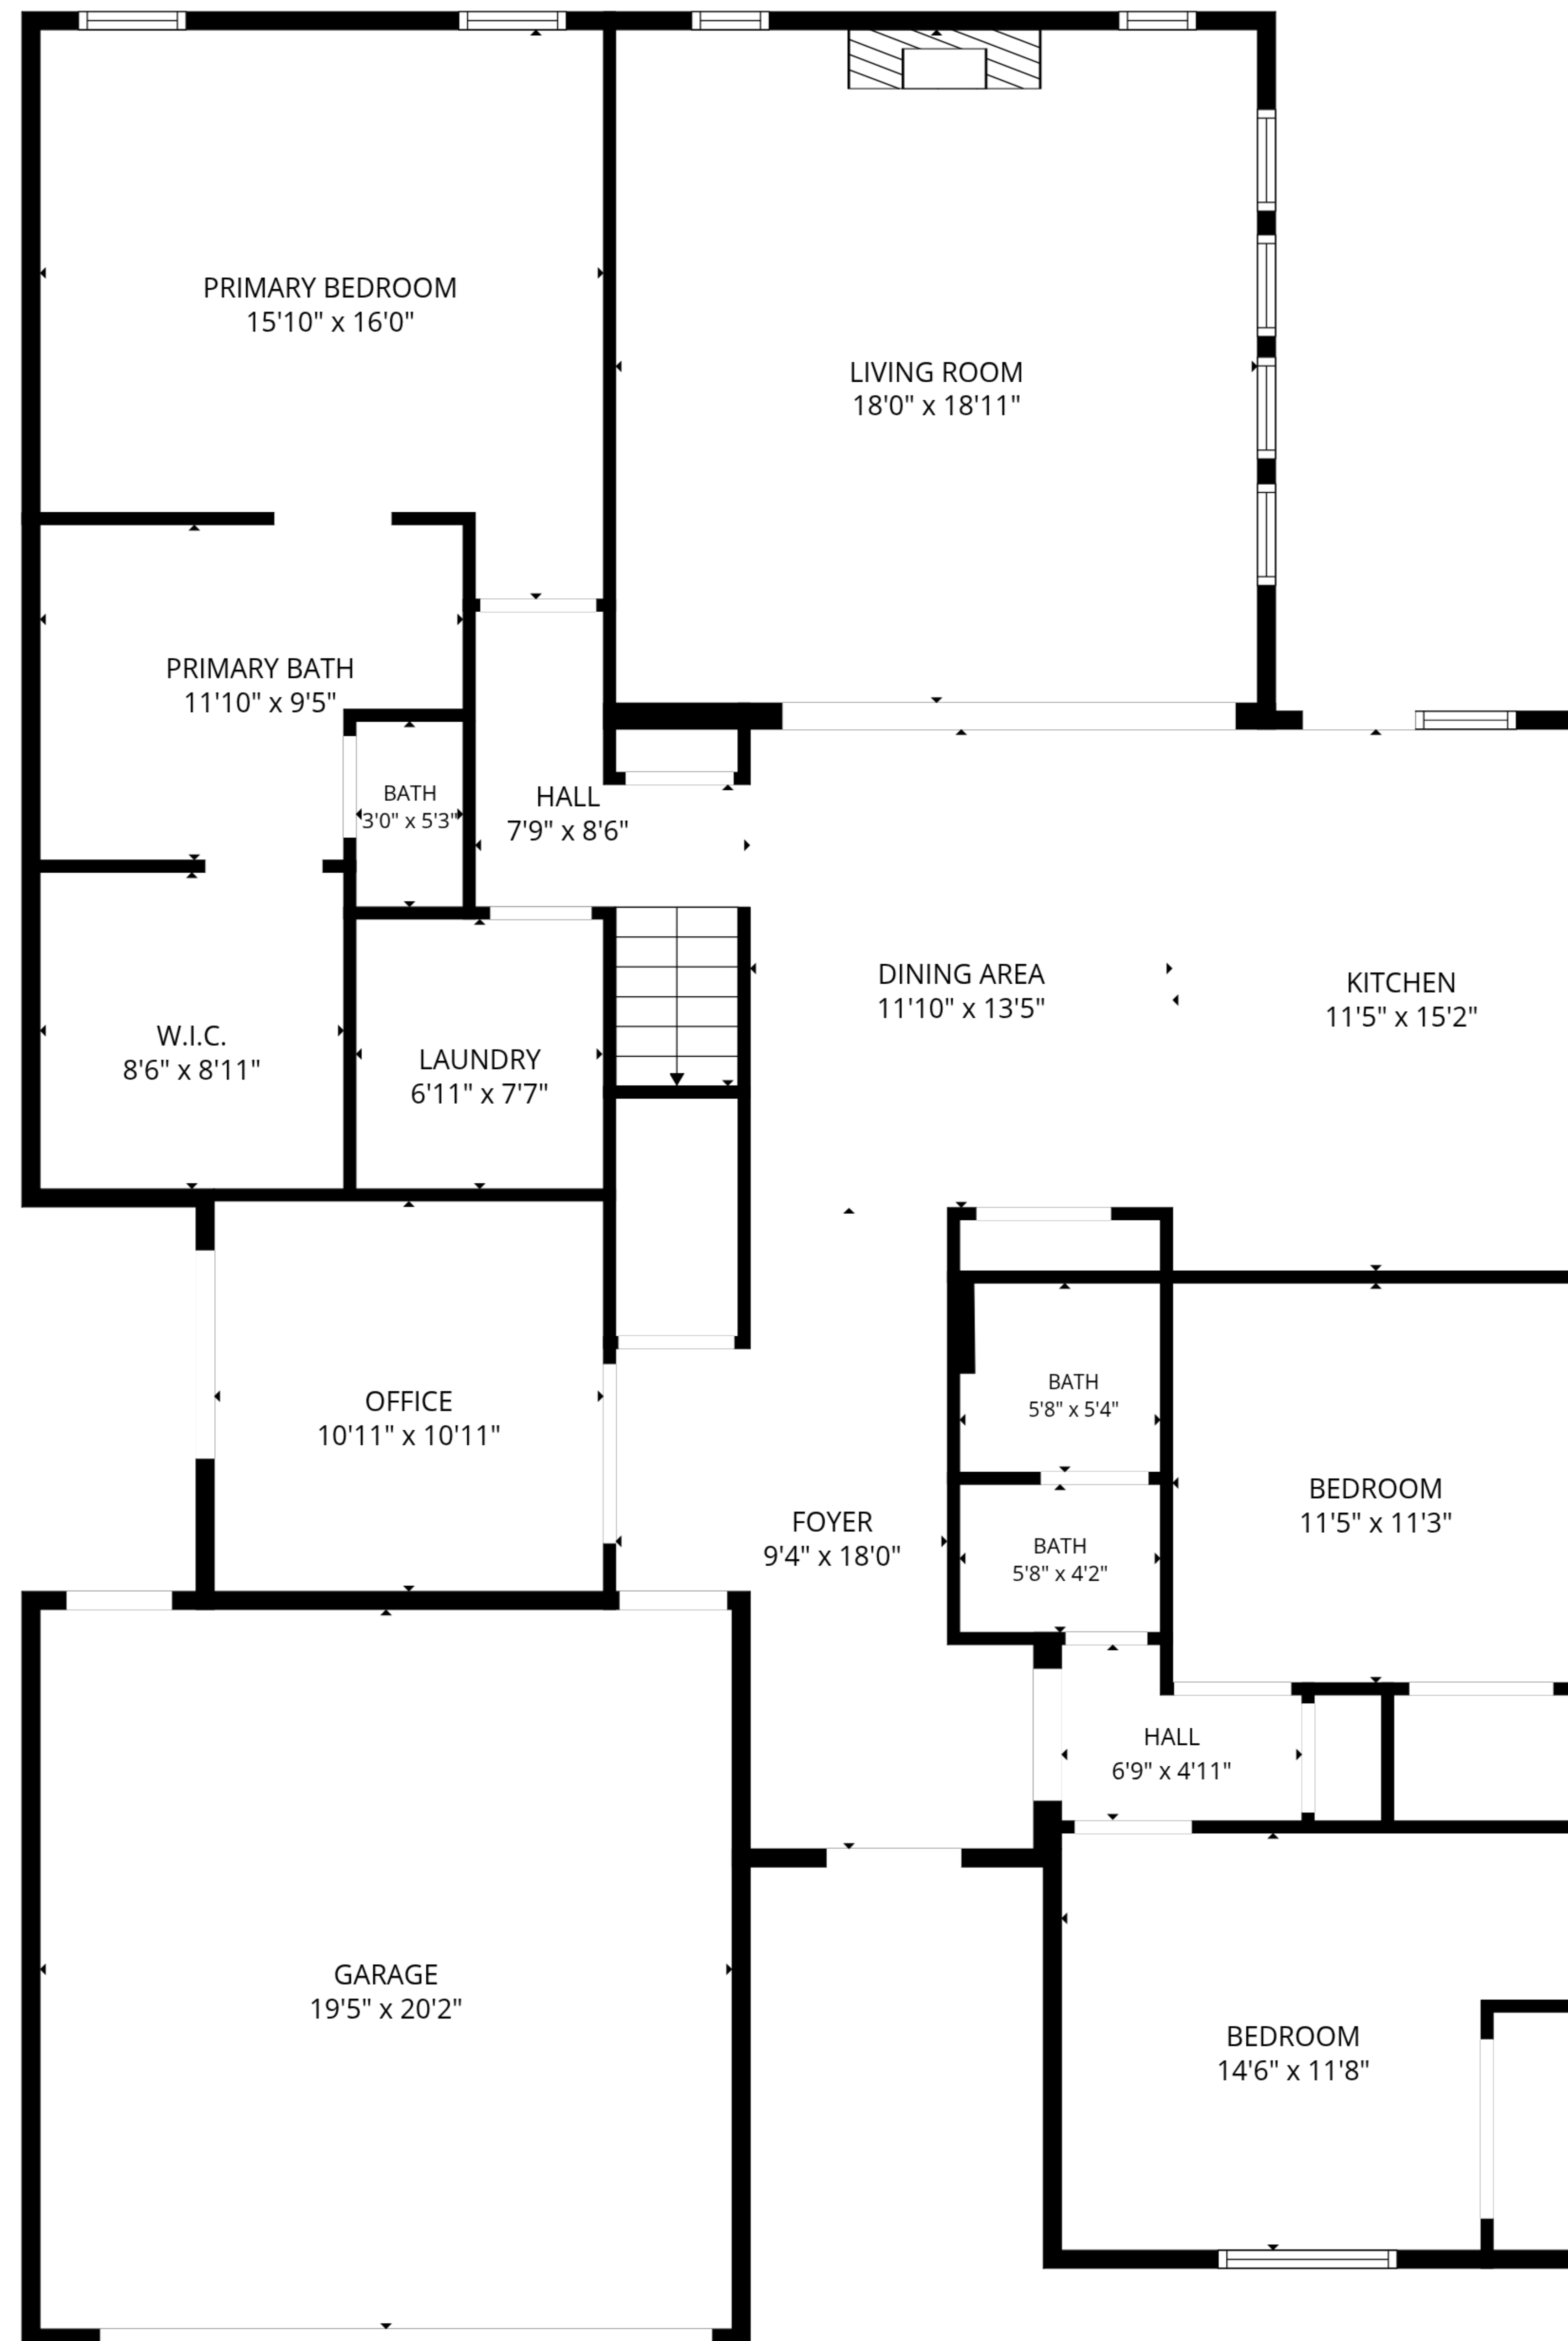 PRIMARY BEDROOM
15'10" x 16'0"
LIVING ROOM
18'0" x 18'11"
PRIMARY BATH
11'10" x 9'5"
BATH
3'0" x 5'3"
HALL
7'9" x 8'6"
DINING AREA
11'10" x 13'5"
KITCHEN
11'5" x 15'2"
W.I.C.
8'6" x 8'11"
LAUNDRY
6'11" x 7'7"
OFFICE
10'11" x 10'11"
BATH
5'8" x 5'4"
BEDROOM
11'5" x 11'3"
FOYER
9'4" x 18'0"
BATH
5'8" x 4'2"
HALL
6'9" x 4'11"
GARAGE
19'5" x 20'2"
BEDROOM
14'6" x 11'8"